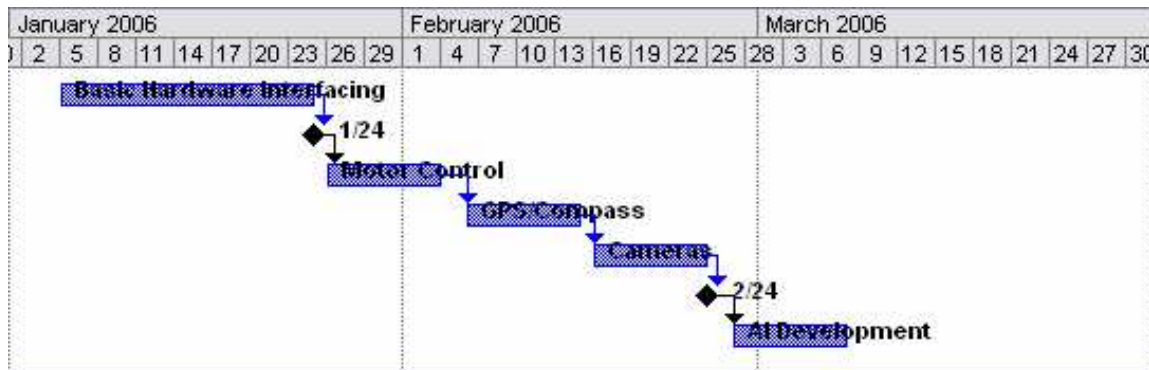 January 2006 February 2006 March 2006
2 5 8 11 14 17 20 23 26 29 1 4 7 10 13 16 19 22 25 28 3 6 9 12 15 18 21 24 27 30
Basic Hardware Interfacing
1/24
Motor Control
GPS/Compass
Cameras
2/24
AI Development